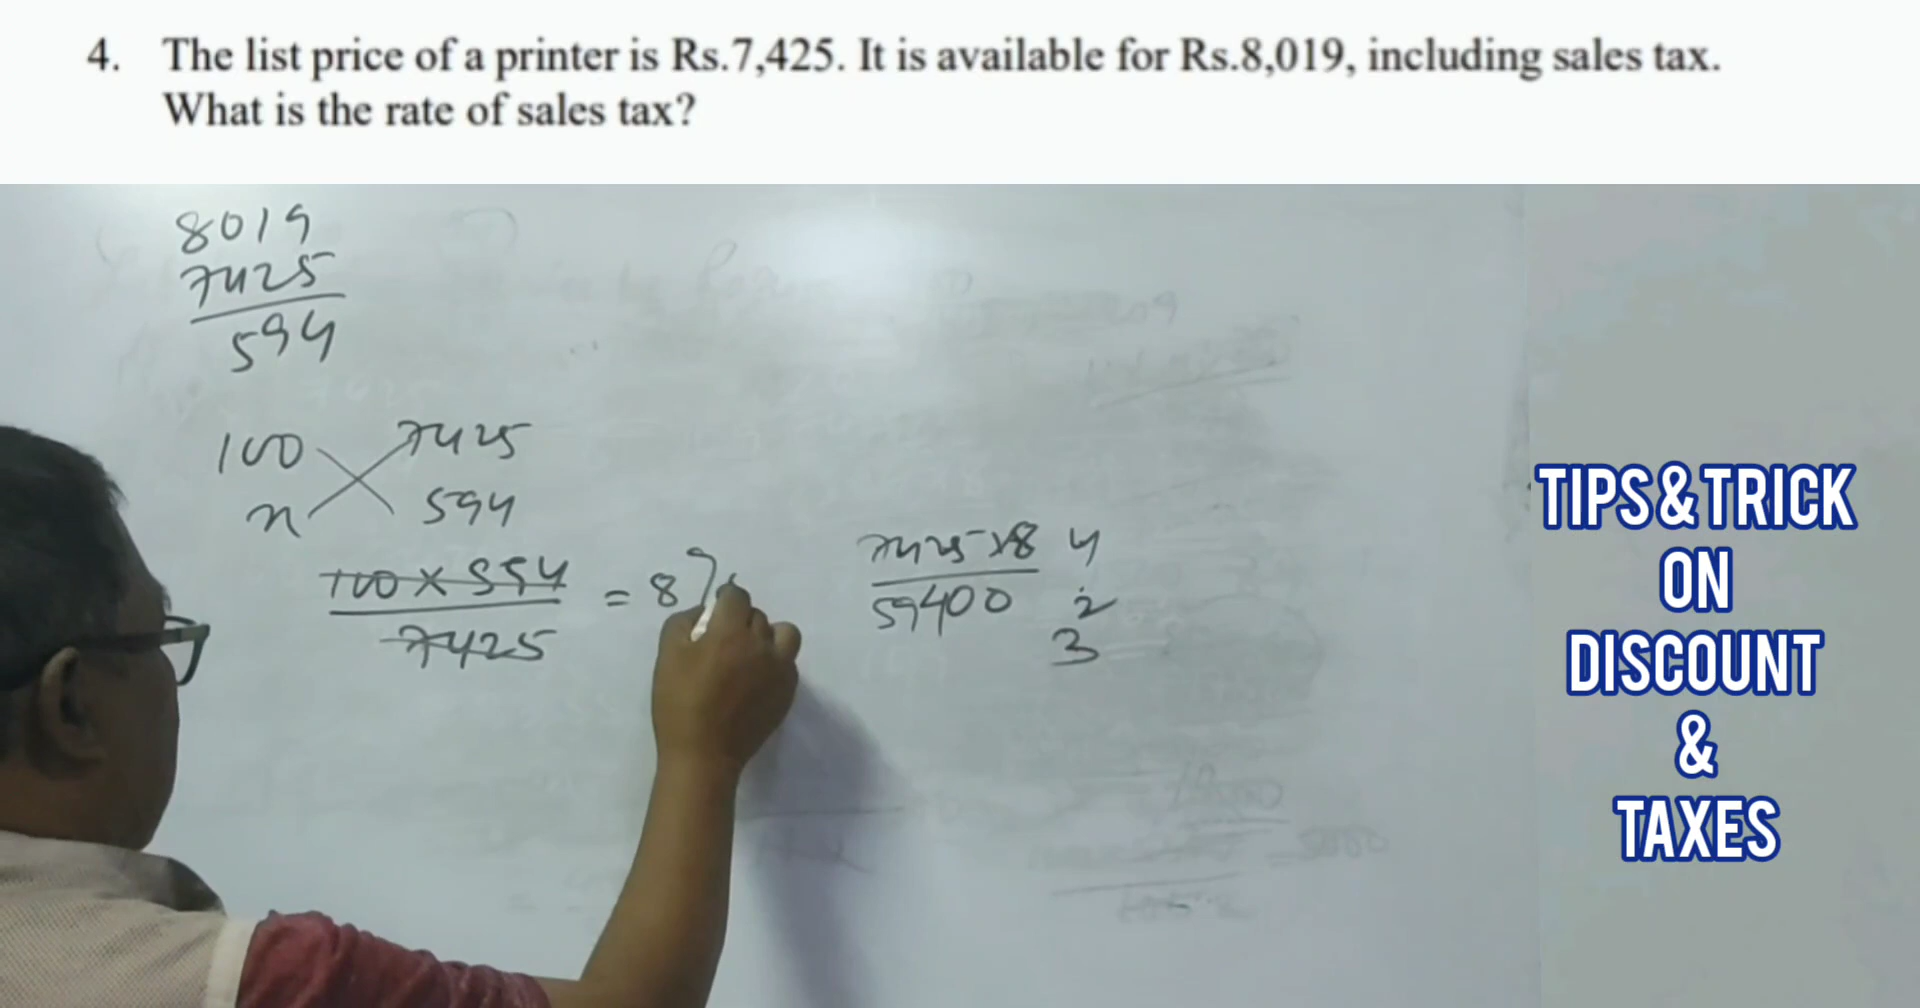 4. The list price of a printer is Rs.7,425. It is available for Rs.8,019, including sales tax.
What is the rate of sales tax?
8019
7425
594
100 7425
n 594
100 × 554
7425
= 8%
7425 × 8
59400
4
2
3
TIPS & TRICK
ON
DISCOUNT
&
TAXES